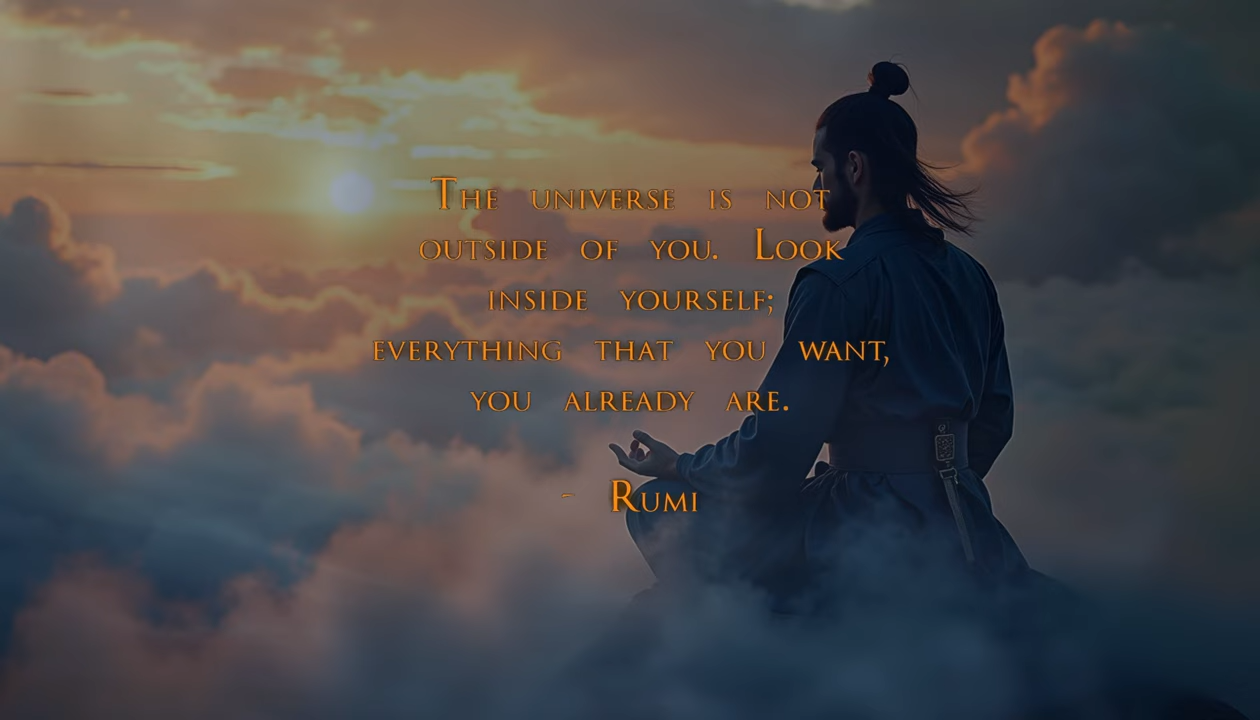 The universe is not
outside of you. Look
inside yourself;
everything that you want,
you already are.
- Rumi